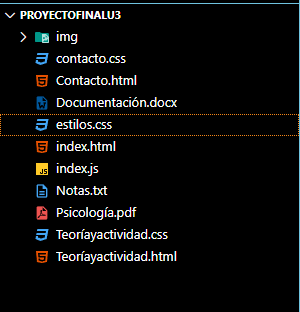 PROYECTOFINALU3
img
contacto.css
Contacto.html
Documentación.docx
estilos.css
index.html
index.js
Notas.txt
Psicología.pdf
Teoríayactividad.css
Teoríayactividad.html